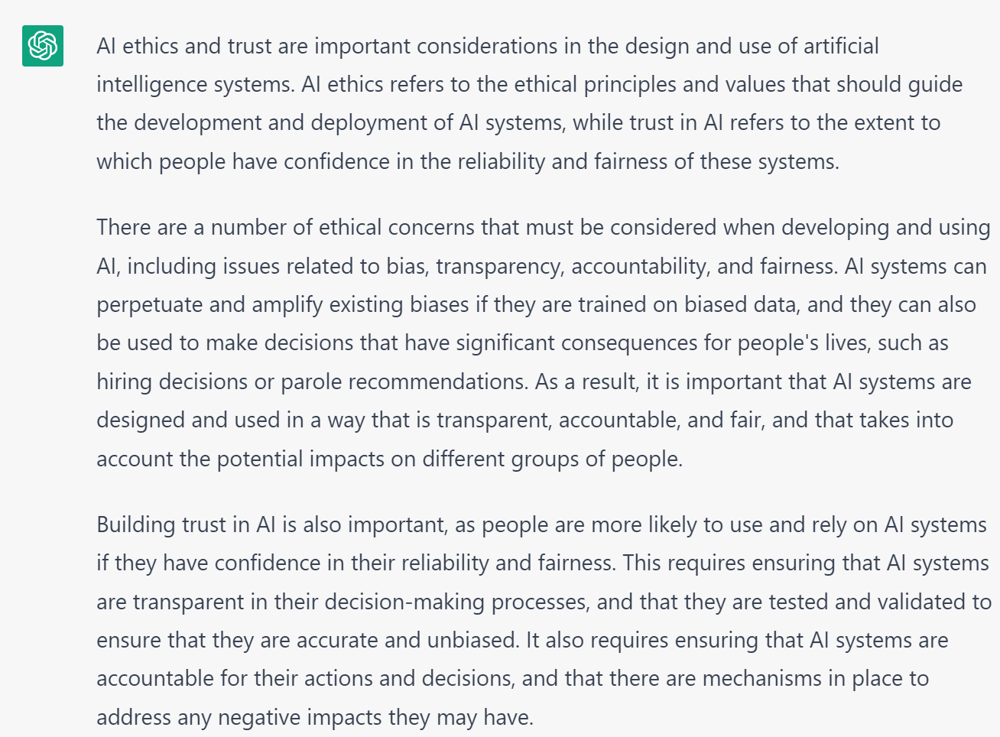 AI ethics and trust are important considerations in the design and use of artificial
intelligence systems. AI ethics refers to the ethical principles and values that should guide
the development and deployment of AI systems, while trust in AI refers to the extent to
which people have confidence in the reliability and fairness of these systems.
There are a number of ethical concerns that must be considered when developing and using
AI, including issues related to bias, transparency, accountability, and fairness. AI systems can
perpetuate and amplify existing biases if they are trained on biased data, and they can also
be used to make decisions that have significant consequences for people's lives, such as
hiring decisions or parole recommendations. As a result, it is important that AI systems are
designed and used in a way that is transparent, accountable, and fair, and that takes into
account the potential impacts on different groups of people.
Building trust in AI is also important, as people are more likely to use and rely on AI systems
if they have confidence in their reliability and fairness. This requires ensuring that AI systems
are transparent in their decision-making processes, and that they are tested and validated to
ensure that they are accurate and unbiased. It also requires ensuring that AI systems are
accountable for their actions and decisions, and that there are mechanisms in place to
address any negative impacts they may have.